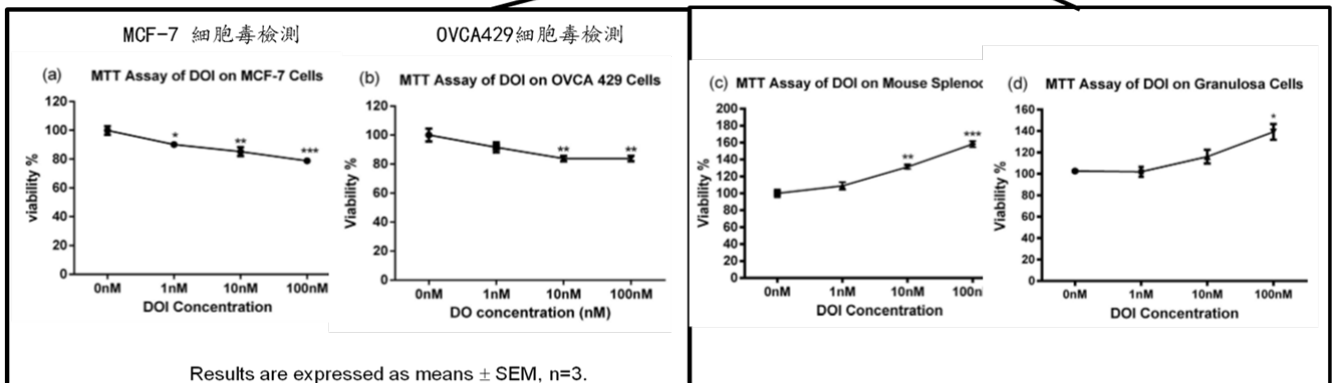 MCF-7 細胞毒檢測
OVCA429細胞毒檢測
(a) MTT Assay of DOI on MCF-7 Cells
120
100
80
60
40
20
0
viability %
*
**
***
0nM 1nM 10nM 100nM
DOI Concentration
(b) MTT Assay of DOI on OVCA 429 Cells
120
100
80
60
40
20
0
Viability %
**
**
0nM 1nM 10nM 100nM
DO concentration (nM)
(c) MTT Assay of DOI on Mouse Splenoc
200
180
160
140
120
100
80
60
40
20
0
Viability %
**
***
0nM 1nM 10nM 100n
DOI Concentration
(d) MTT Assay of DOI on Granulosa Cells
160
140
120
100
80
60
40
20
0
Viability %
*
0nM 1nM 10nM 100nM
DOI Concentration
Results are expressed as means ± SEM, n=3.